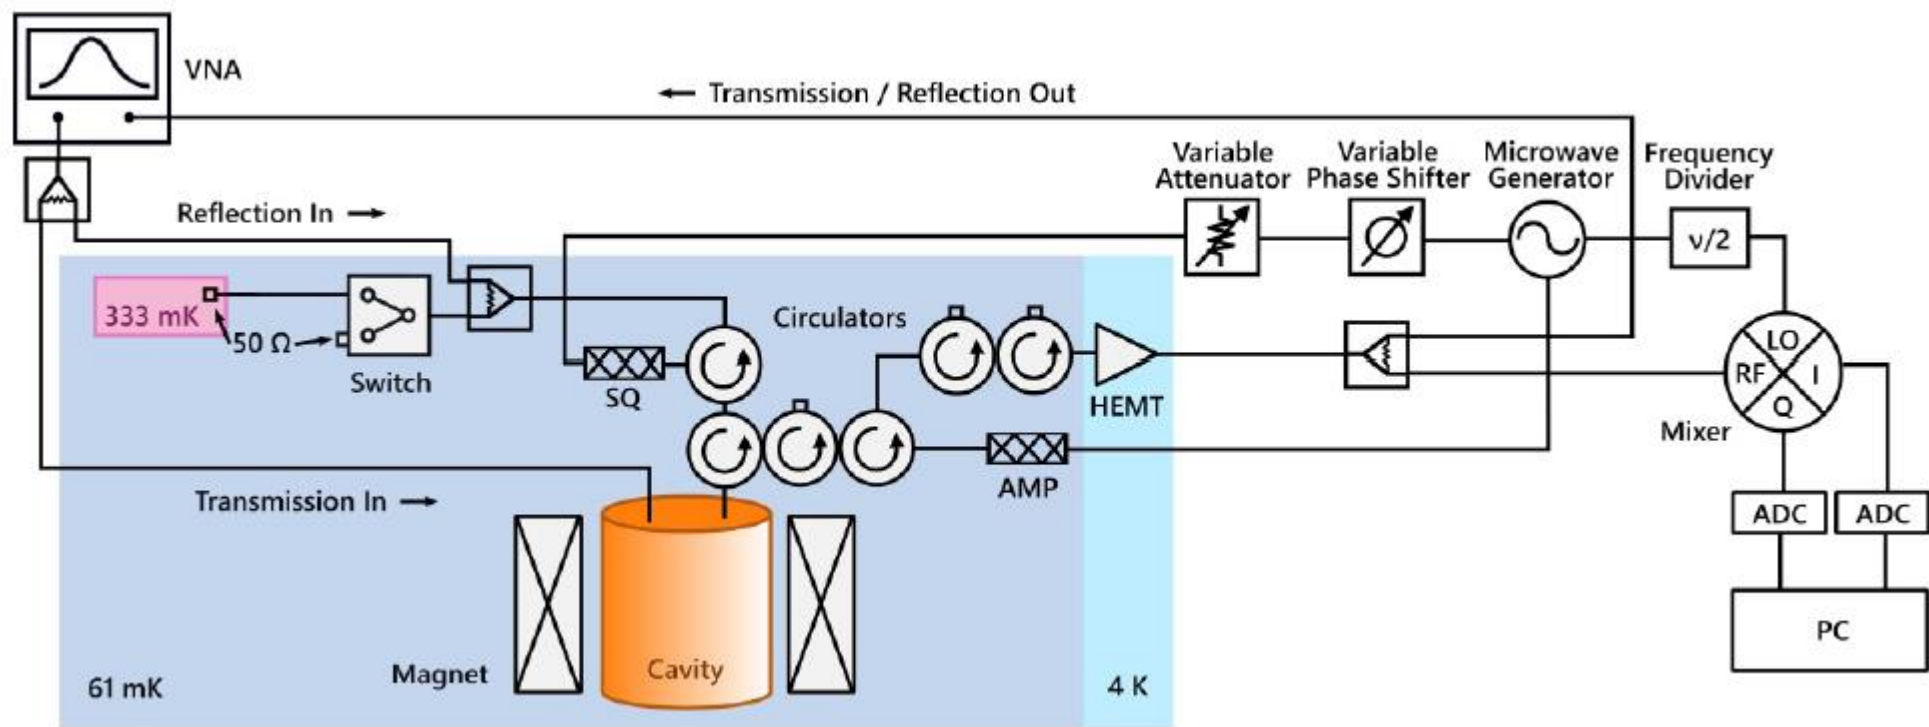 VNA
← Transmission / Reflection Out
Variable
Attenuator
Variable
Phase Shifter
Microwave
Generator
Frequency
Divider
Reflection In →
ν/2
333 mK
50 Ω
Switch
SQ
Circulators
HEMT
LO
RF
I
Q
Mixer
AMP
Transmission In →
ADC
ADC
Magnet
Cavity
PC
61 mK
4 K